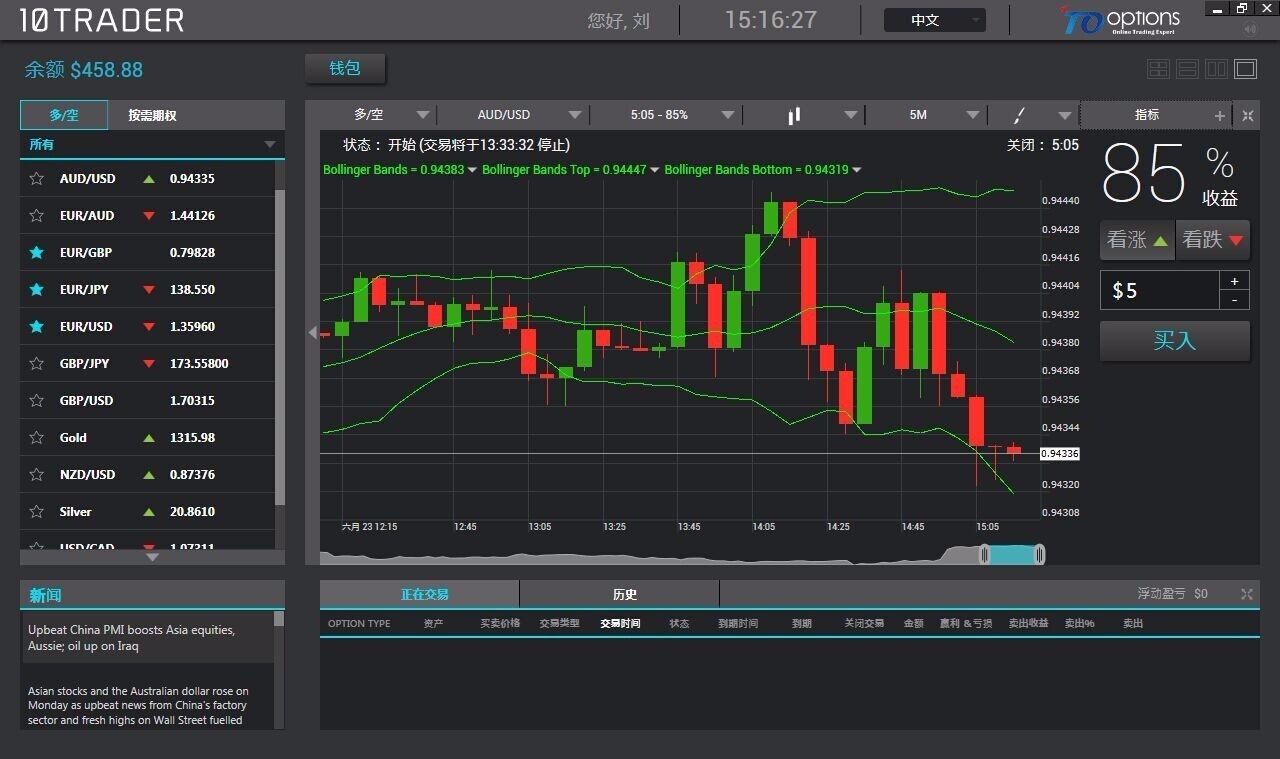 10TRADER
您好, 刘
15:16:27
中文
TO options
Online Trading Expert
余额 $458.88
钱包
多/空 按需期权
所有
AUD/USD 0.94335
EUR/AUD 1.44126
EUR/GBP 0.79828
EUR/JPY 138.550
EUR/USD 1.35960
GBP/JPY 173.55800
GBP/USD 1.70315
Gold 1315.98
NZD/USD 0.87376
Silver 20.8610
USD/CAD 1.07311
多/空 AUD/USD 5:05 - 85% 5M 指标 +
状态： 开始 (交易将于13:33:32 停止) 关闭： 5:05
Bollinger Bands = 0.94383 Bollinger Bands Top = 0.94447 Bollinger Bands Bottom = 0.94319
0.94440
0.94428
0.94416
0.94404
0.94392
0.94380
0.94368
0.94356
0.94344
0.94336
0.94320
0.94308
六月 23 12:15 12:45 13:05 13:25 13:45 14:05 14:25 14:45 15:05
85 %
收益
看涨 看跌
$5 + -
买入
新闻
Upbeat China PMI boosts Asia equities,
Aussie; oil up on Iraq
Asian stocks and the Australian dollar rose on
Monday as upbeat news from China's factory
sector and fresh highs on Wall Street fuelled
正在交易 历史 浮动盈亏 $0
OPTION TYPE 资产 买卖价格 交易类型 交易时间 状态 到期时间 到期 关闭交易 金额 赢利 &亏损 卖出收益 卖出% 卖出